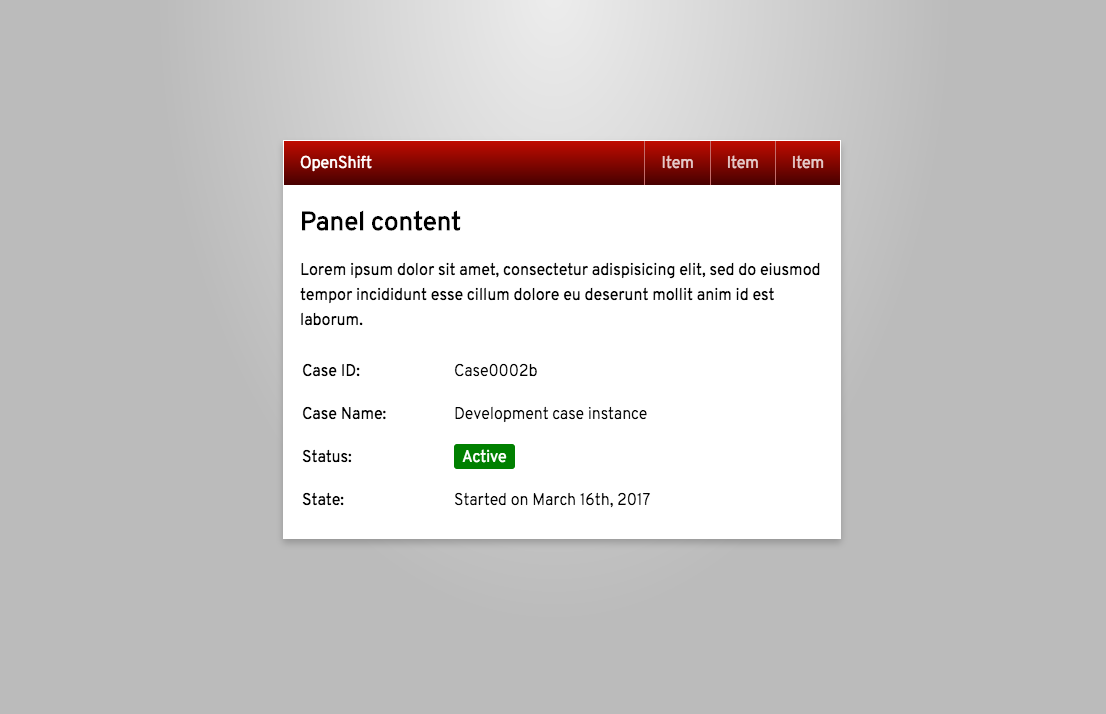 OpenShift Item Item Item
Panel content
Lorem ipsum dolor sit amet, consectetur adispisicing elit, sed do eiusmod
tempor incididunt esse cillum dolore eu deserunt mollit anim id est
laborum.
Case ID: Case0002b
Case Name: Development case instance
Status: Active
State: Started on March 16th, 2017